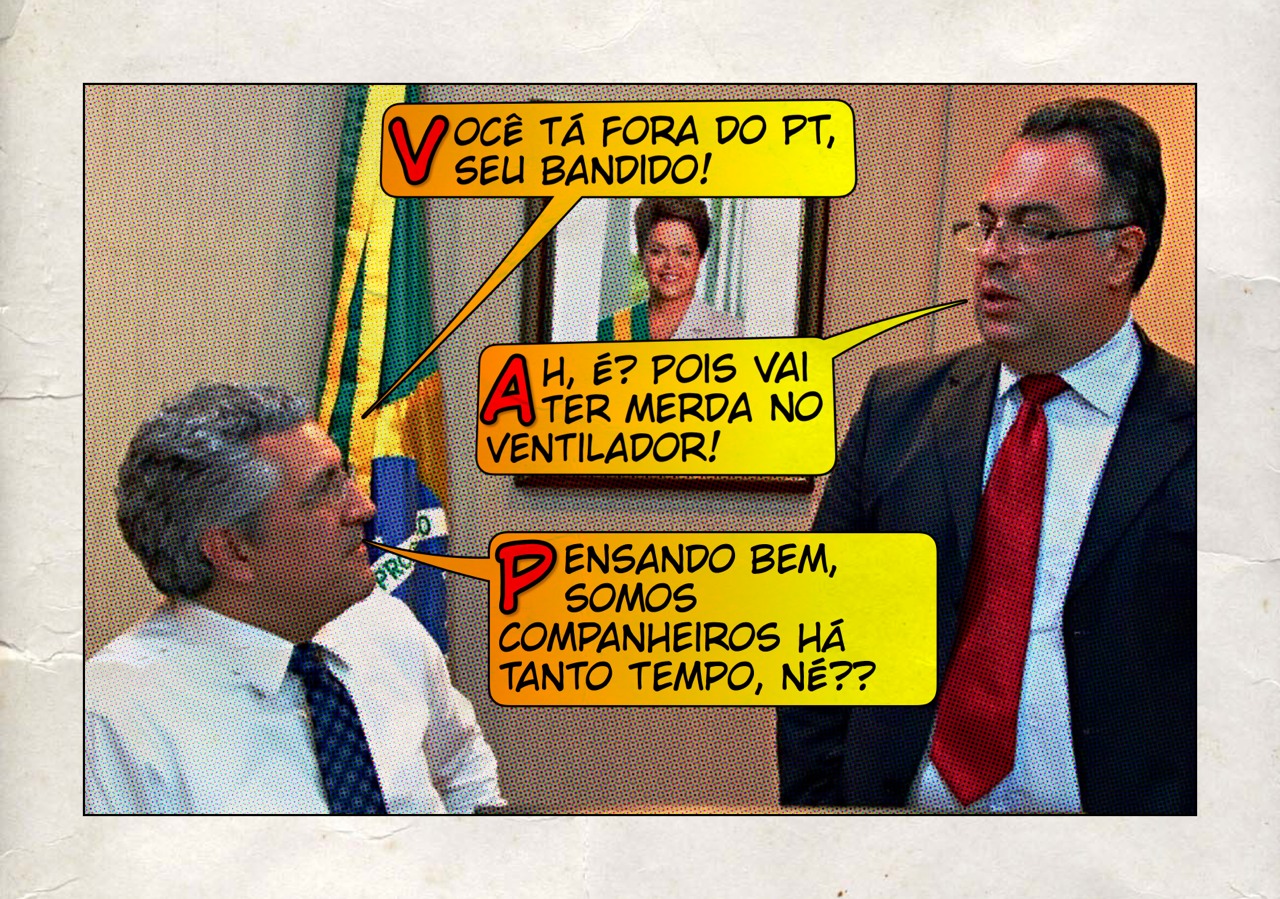 VOCÊ TÁ FORA DO PT,
SEU BANDIDO!
AH, É? POIS VAI
TER MERDA NO
VENTILADOR!
PENSANDO BEM,
SOMOS
COMPANHEIROS HÁ
TANTO TEMPO, NÉ??